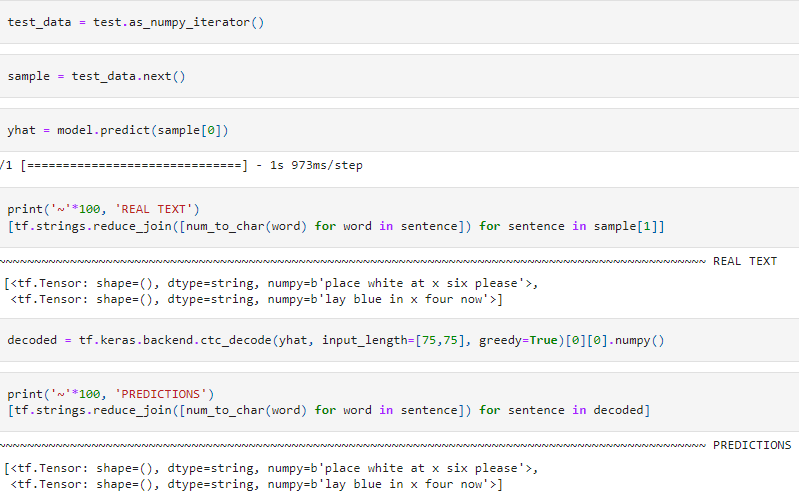 test_data = test.as_numpy_iterator()
sample = test_data.next()
yhat = model.predict(sample[0])
/1 [==============================] - 1s 973ms/step
print('~'*100, 'REAL TEXT')
[tf.strings.reduce_join([num_to_char(word) for word in sentence]) for sentence in sample[1]]
~~~~~~~~~~~~~~~~~~~~~~~~~~~~~~~~~~~~~~~~~~~~~~~~~~~~~~~~~~~~~~~~~~~~~~~~~~~~~~~~~~~~~~~~~~~~~~~~~~~~ REAL TEXT
[<tf.Tensor: shape=(), dtype=string, numpy=b'place white at x six please'>,
<tf.Tensor: shape=(), dtype=string, numpy=b'lay blue in x four now'>]
decoded = tf.keras.backend.ctc_decode(yhat, input_length=[75,75], greedy=True)[0][0].numpy()
print('~'*100, 'PREDICTIONS')
[tf.strings.reduce_join([num_to_char(word) for word in sentence]) for sentence in decoded]
~~~~~~~~~~~~~~~~~~~~~~~~~~~~~~~~~~~~~~~~~~~~~~~~~~~~~~~~~~~~~~~~~~~~~~~~~~~~~~~~~~~~~~~~~~~~~~~~~~~~ PREDICTIONS
[<tf.Tensor: shape=(), dtype=string, numpy=b'place white at x six please'>,
<tf.Tensor: shape=(), dtype=string, numpy=b'lay blue in x four now'>]